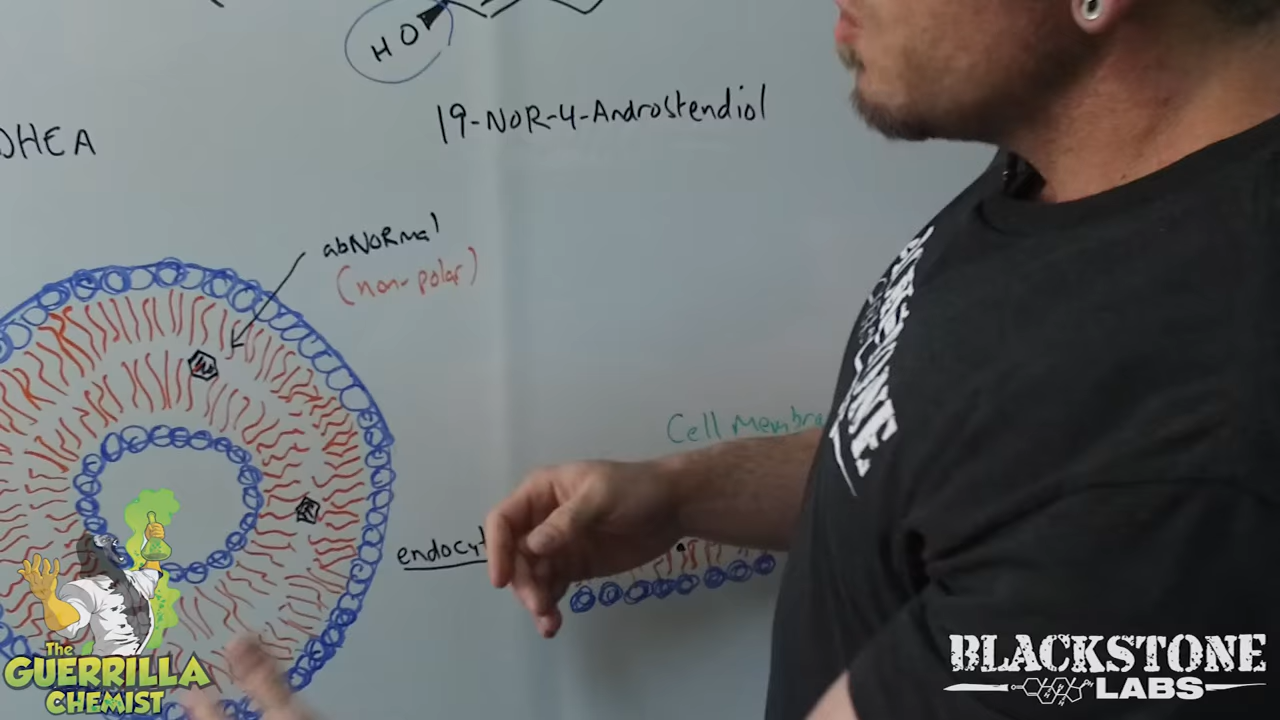 HO
19-NOR-4-Androstendiol
DHEA
abNORmal
(non-polar)
Cell Membra
endocyt
The
GUERRILLA
CHEMIST
BLACKSTONE
LABS